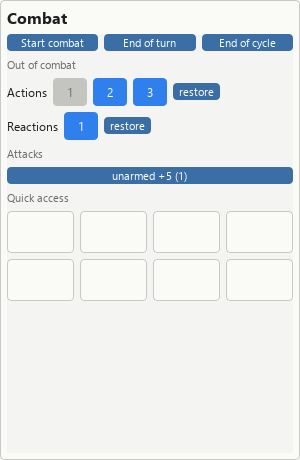 Combat
Start combat End of turn End of cycle
Out of combat
Actions 1 2 3 restore
Reactions 1 restore
Attacks
unarmed +5 (1)
Quick access